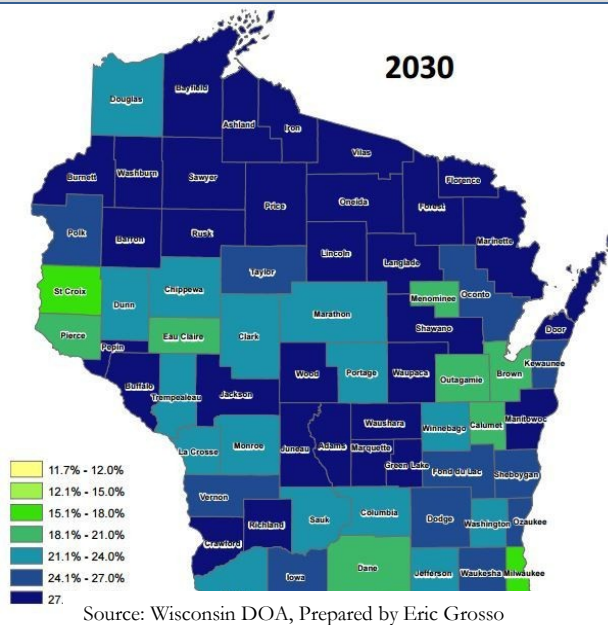 2030
Bayfield
Douglas
Ashland
Iron
Vilas
Burnett
Washburn
Sawyer
Florence
Price
Oneida
Forest
Polk
Barron
Rusk
Lincoln
Langlade
Marinette
Taylor
St Croix
Dunn
Chippewa
Menominee
Oconto
Marathon
Pierce
Eau Claire
Clark
Shawano
Door
Pepin
Buffalo
Trempealeau
Jackson
Wood
Portage
Waupaca
Outagamie
Brown
Kewaunee
Waushara
Winnebago
Calumet
Manitowoc
La Crosse
Monroe
Juneau
Adams
Marquette
Green Lake
Fond du Lac
Sheboygan
Vernon
Crawford
Richland
Sauk
Columbia
Dodge
Washington
Ozaukee
Iowa
Dane
Jefferson
Waukesha
Milwaukee
11.7% - 12.0%
12.1% - 15.0%
15.1% - 18.0%
18.1% - 21.0%
21.1% - 24.0%
24.1% - 27.0%
27.
Source: Wisconsin DOA, Prepared by Eric Grosso